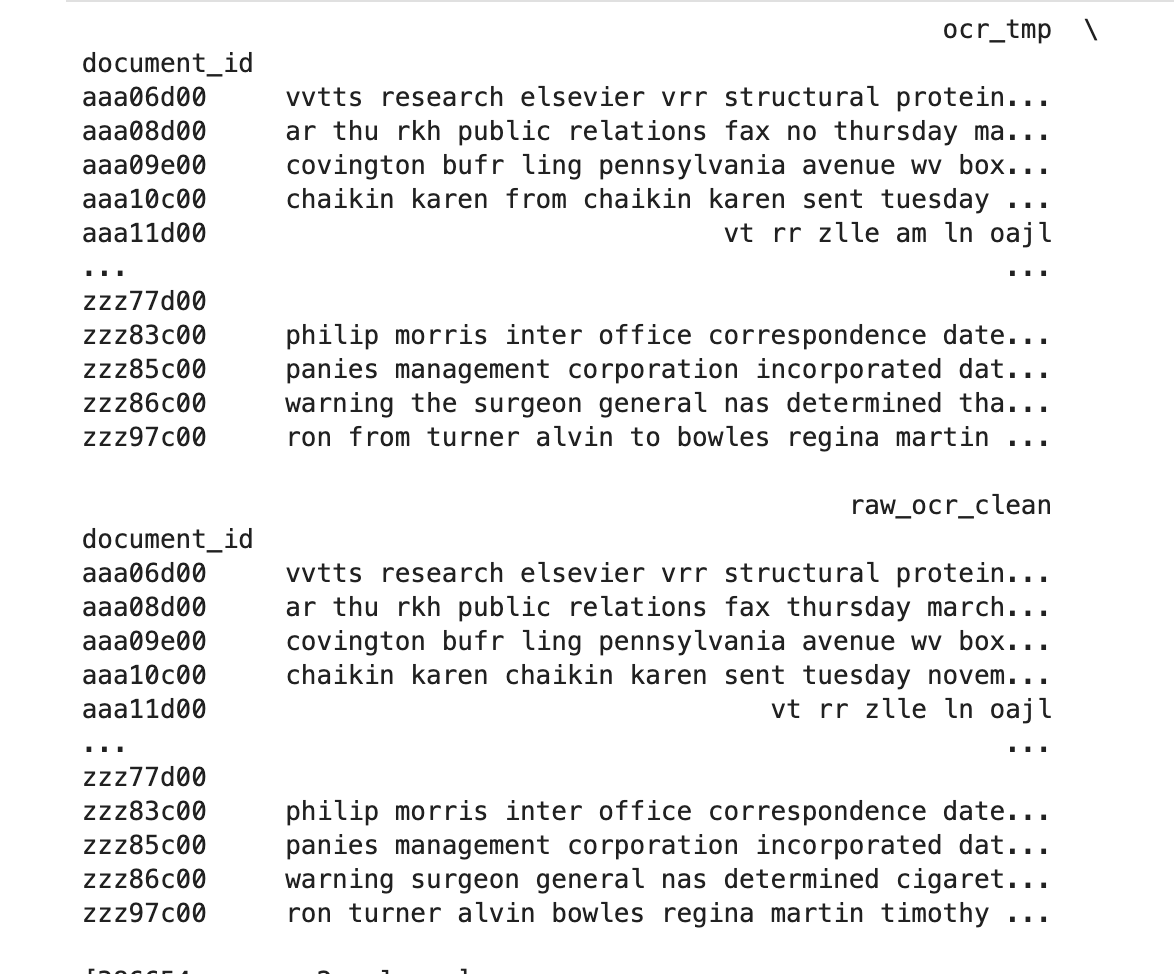 ocr_tmp \
document_id
aaa06d00 vvtts research elsevier vrr structural protein...
aaa08d00 ar thu rkh public relations fax no thursday ma...
aaa09e00 covington bufr ling pennsylvania avenue wv box...
aaa10c00 chaikin karen from chaikin karen sent tuesday ...
aaa11d00 vt rr zlle am ln oajl
... ...
zzz77d00
zzz83c00 philip morris inter office correspondence date...
zzz85c00 panies management corporation incorporated dat...
zzz86c00 warning the surgeon general nas determined tha...
zzz97c00 ron from turner alvin to bowles regina martin ...
raw_ocr_clean
document_id
aaa06d00 vvtts research elsevier vrr structural protein...
aaa08d00 ar thu rkh public relations fax thursday march...
aaa09e00 covington bufr ling pennsylvania avenue wv box...
aaa10c00 chaikin karen chaikin karen sent tuesday novem...
aaa11d00 vt rr zlle ln oajl
... ...
zzz77d00
zzz83c00 philip morris inter office correspondence date...
zzz85c00 panies management corporation incorporated dat...
zzz86c00 warning surgeon general nas determined cigaret...
zzz97c00 ron turner alvin bowles regina martin timothy ...